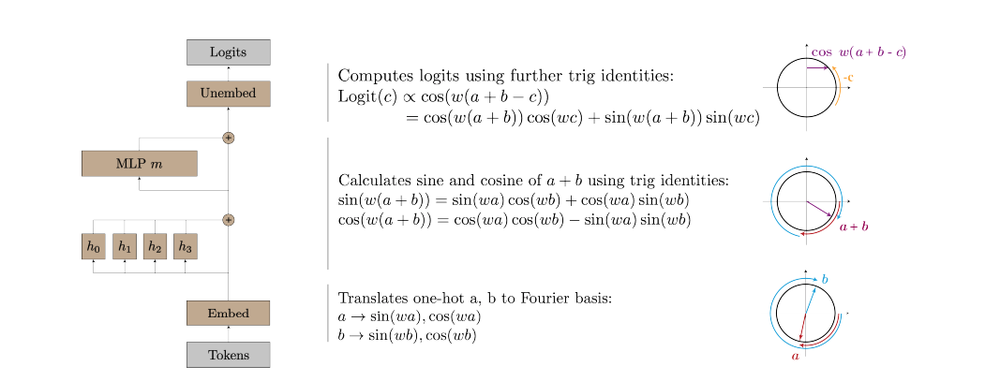 Logits
Unembed
+
MLP m
+
h₀ h₁ h₂ h₃
Embed
Tokens
Computes logits using further trig identities:
Logit(c) ∝ cos(w(a + b − c))
= cos(w(a + b)) cos(wc) + sin(w(a + b)) sin(wc)
Calculates sine and cosine of a + b using trig identities:
sin(w(a + b)) = sin(wa) cos(wb) + cos(wa) sin(wb)
cos(w(a + b)) = cos(wa) cos(wb) − sin(wa) sin(wb)
Translates one-hot a, b to Fourier basis:
a → sin(wa), cos(wa)
b → sin(wb), cos(wb)
cos w(a + b - c)
-c
a + b
b
a